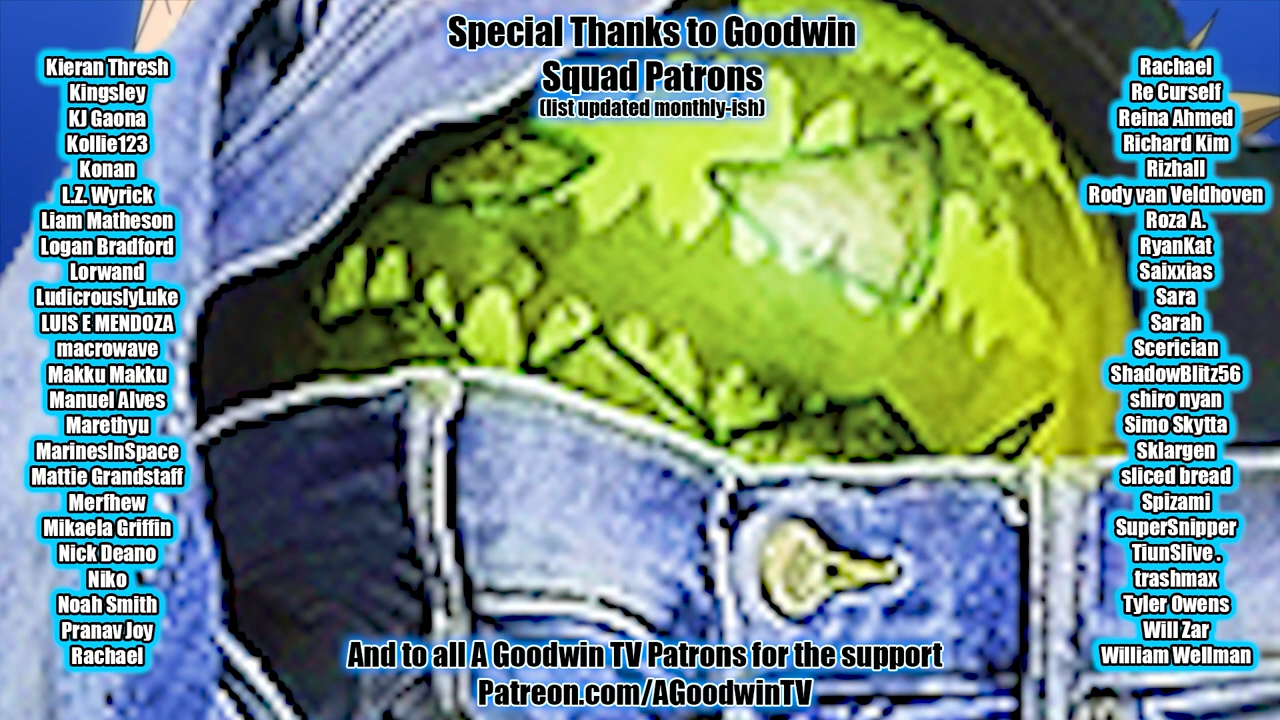 Special Thanks to Goodwin
Squad Patrons
(list updated monthly-ish)
Kieran Thresh
Kingsley
KJ Gaona
Kollie123
Konan
L.Z. Wyrick
Liam Matheson
Logan Bradford
Lorwand
LudicrouslyLuke
LUIS E MENDOZA
macrowave
Makku Makku
Manuel Alves
Marethyu
MarinesInSpace
Mattie Grandstaff
Merfhew
Mikaela Griffin
Nick Deano
Niko
Noah Smith
Pranav Joy
Rachael
Rachael
Re Curself
Reina Ahmed
Richard Kim
Rizhall
Rody van Veldhoven
Roza A.
RyanKat
Saixxias
Sara
Sarah
Scerician
ShadowBlitz56
shiro nyan
Simo Skytta
Sklargen
sliced bread
Spizami
SuperSnipper
TiunSlive .
trashmax
Tyler Owens
Will Zar
William Wellman
And to all A Goodwin TV Patrons for the support
Patreon.com/AGoodwinTV